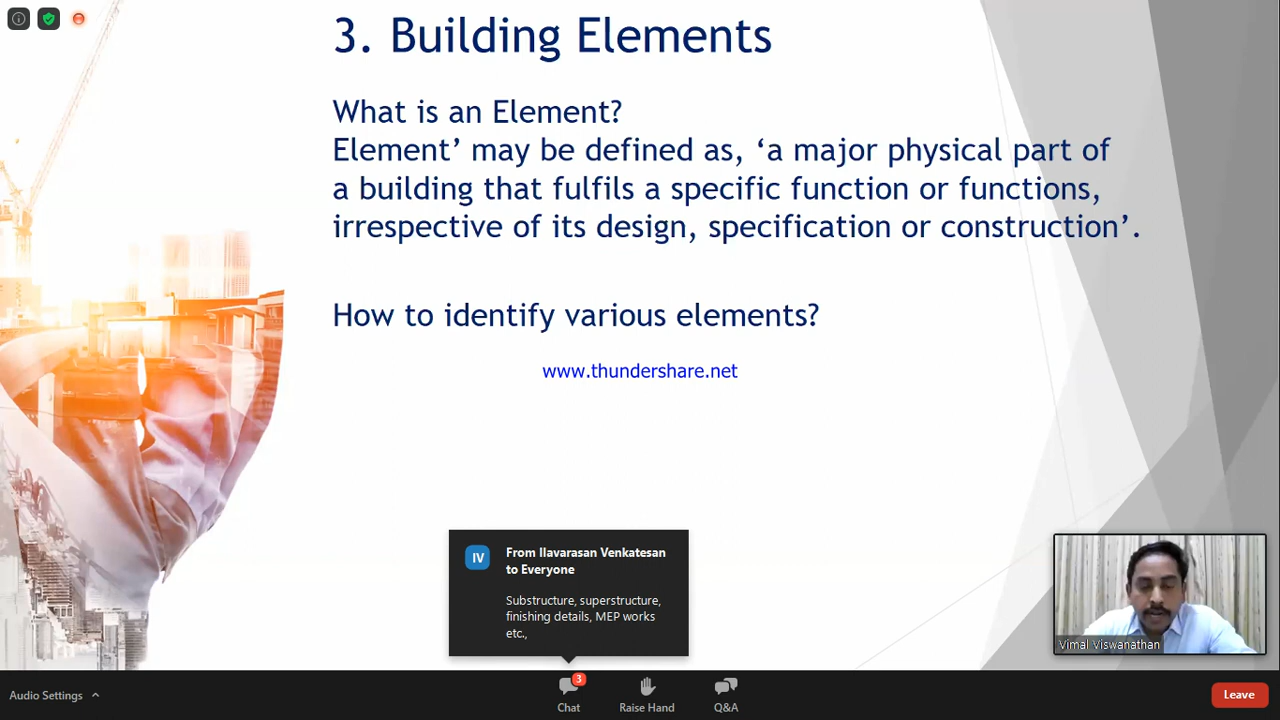 3. Building Elements
What is an Element?
Element’ may be defined as, ‘a major physical part of
a building that fulfils a specific function or functions,
irrespective of its design, specification or construction’.
How to identify various elements?
www.thundershare.net
IV
From Ilavarasan Venkatesan
to Everyone
Substructure, superstructure,
finishing details, MEP works
etc.,
Vimal Viswanathan
Audio Settings
3
Chat
Raise Hand
Q&A
Leave